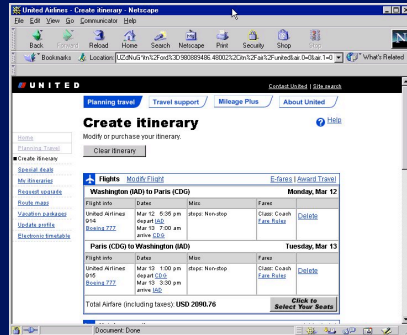 United Airlines - Create itinerary - Netscape
File Edit View Go Communicator Help
Back Forward Reload Home Search Netscape Print Security Shop Stop
Bookmarks Location: What's Related
UNITED
Contact United | Site search
Planning travel Travel support Mileage Plus About United
Create itinerary
Help
Modify or purchase your itinerary.
Clear itinerary
Home
Planning Travel
Create itinerary
Special deals
My itineraries
Request upgrade
Route maps
Vacation packages
Update profile
Electronic timetable
Flights Modify Flight E-fares | Award Travel
Washington (IAD) to Paris (CDG) Monday, Mar 12
Flight info Dates Misc Fares
United Airlines Mar 12 5:35 pm stops: Non-stop Class: Coach Delete
914 depart IAD Fare Rules
Boeing 777 Mar 13 7:00 am
arrive CDG
Paris (CDG) to Washington (IAD) Tuesday, Mar 13
Flight info Dates Misc Fares
United Airlines Mar 13 1:00 pm stops: Non-stop Class: Coach Delete
915 depart CDG Fare Rules
Boeing 777 Mar 13 3:30 pm
arrive IAD
Total Airfare (including taxes): USD 2090.76
Click to
Select Your Seats
Document: Done